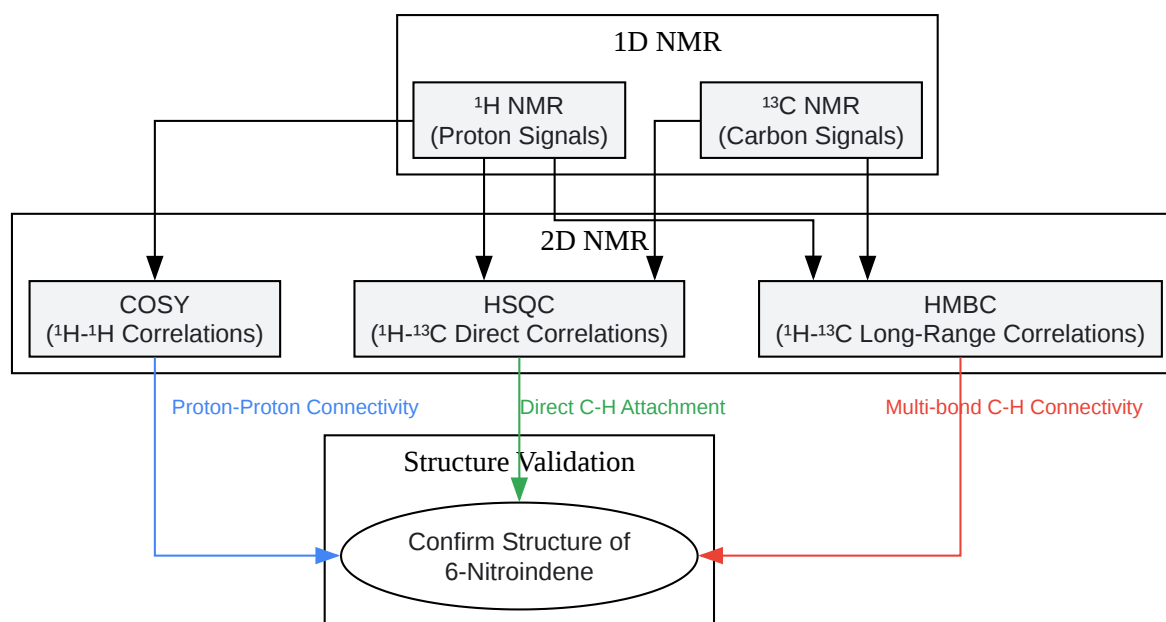 1D NMR
¹H NMR
(Proton Signals)
¹³C NMR
(Carbon Signals)
2D NMR
COSY
(¹H-¹H Correlations)
HSQC
(¹H-¹³C Direct Correlations)
HMBC
(¹H-¹³C Long-Range Correlations)
Proton-Proton Connectivity
Direct C-H Attachment
Multi-bond C-H Connectivity
Structure Validation
Confirm Structure of
6-Nitroindene